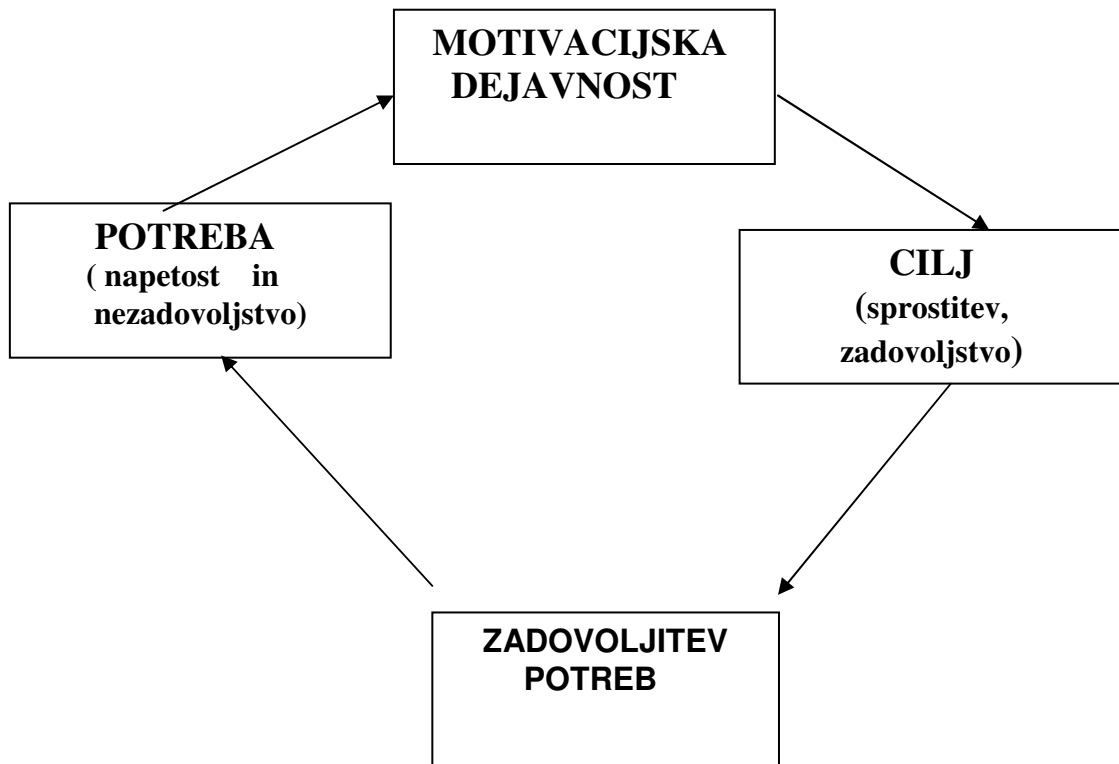 MOTIVACIJSKA
DEJAVNOST
POTREBA
( napetost in
nezadovoljstvo)
CILJ
(sprostitev,
zadovoljstvo)
ZADOVOLJITEV
POTREB